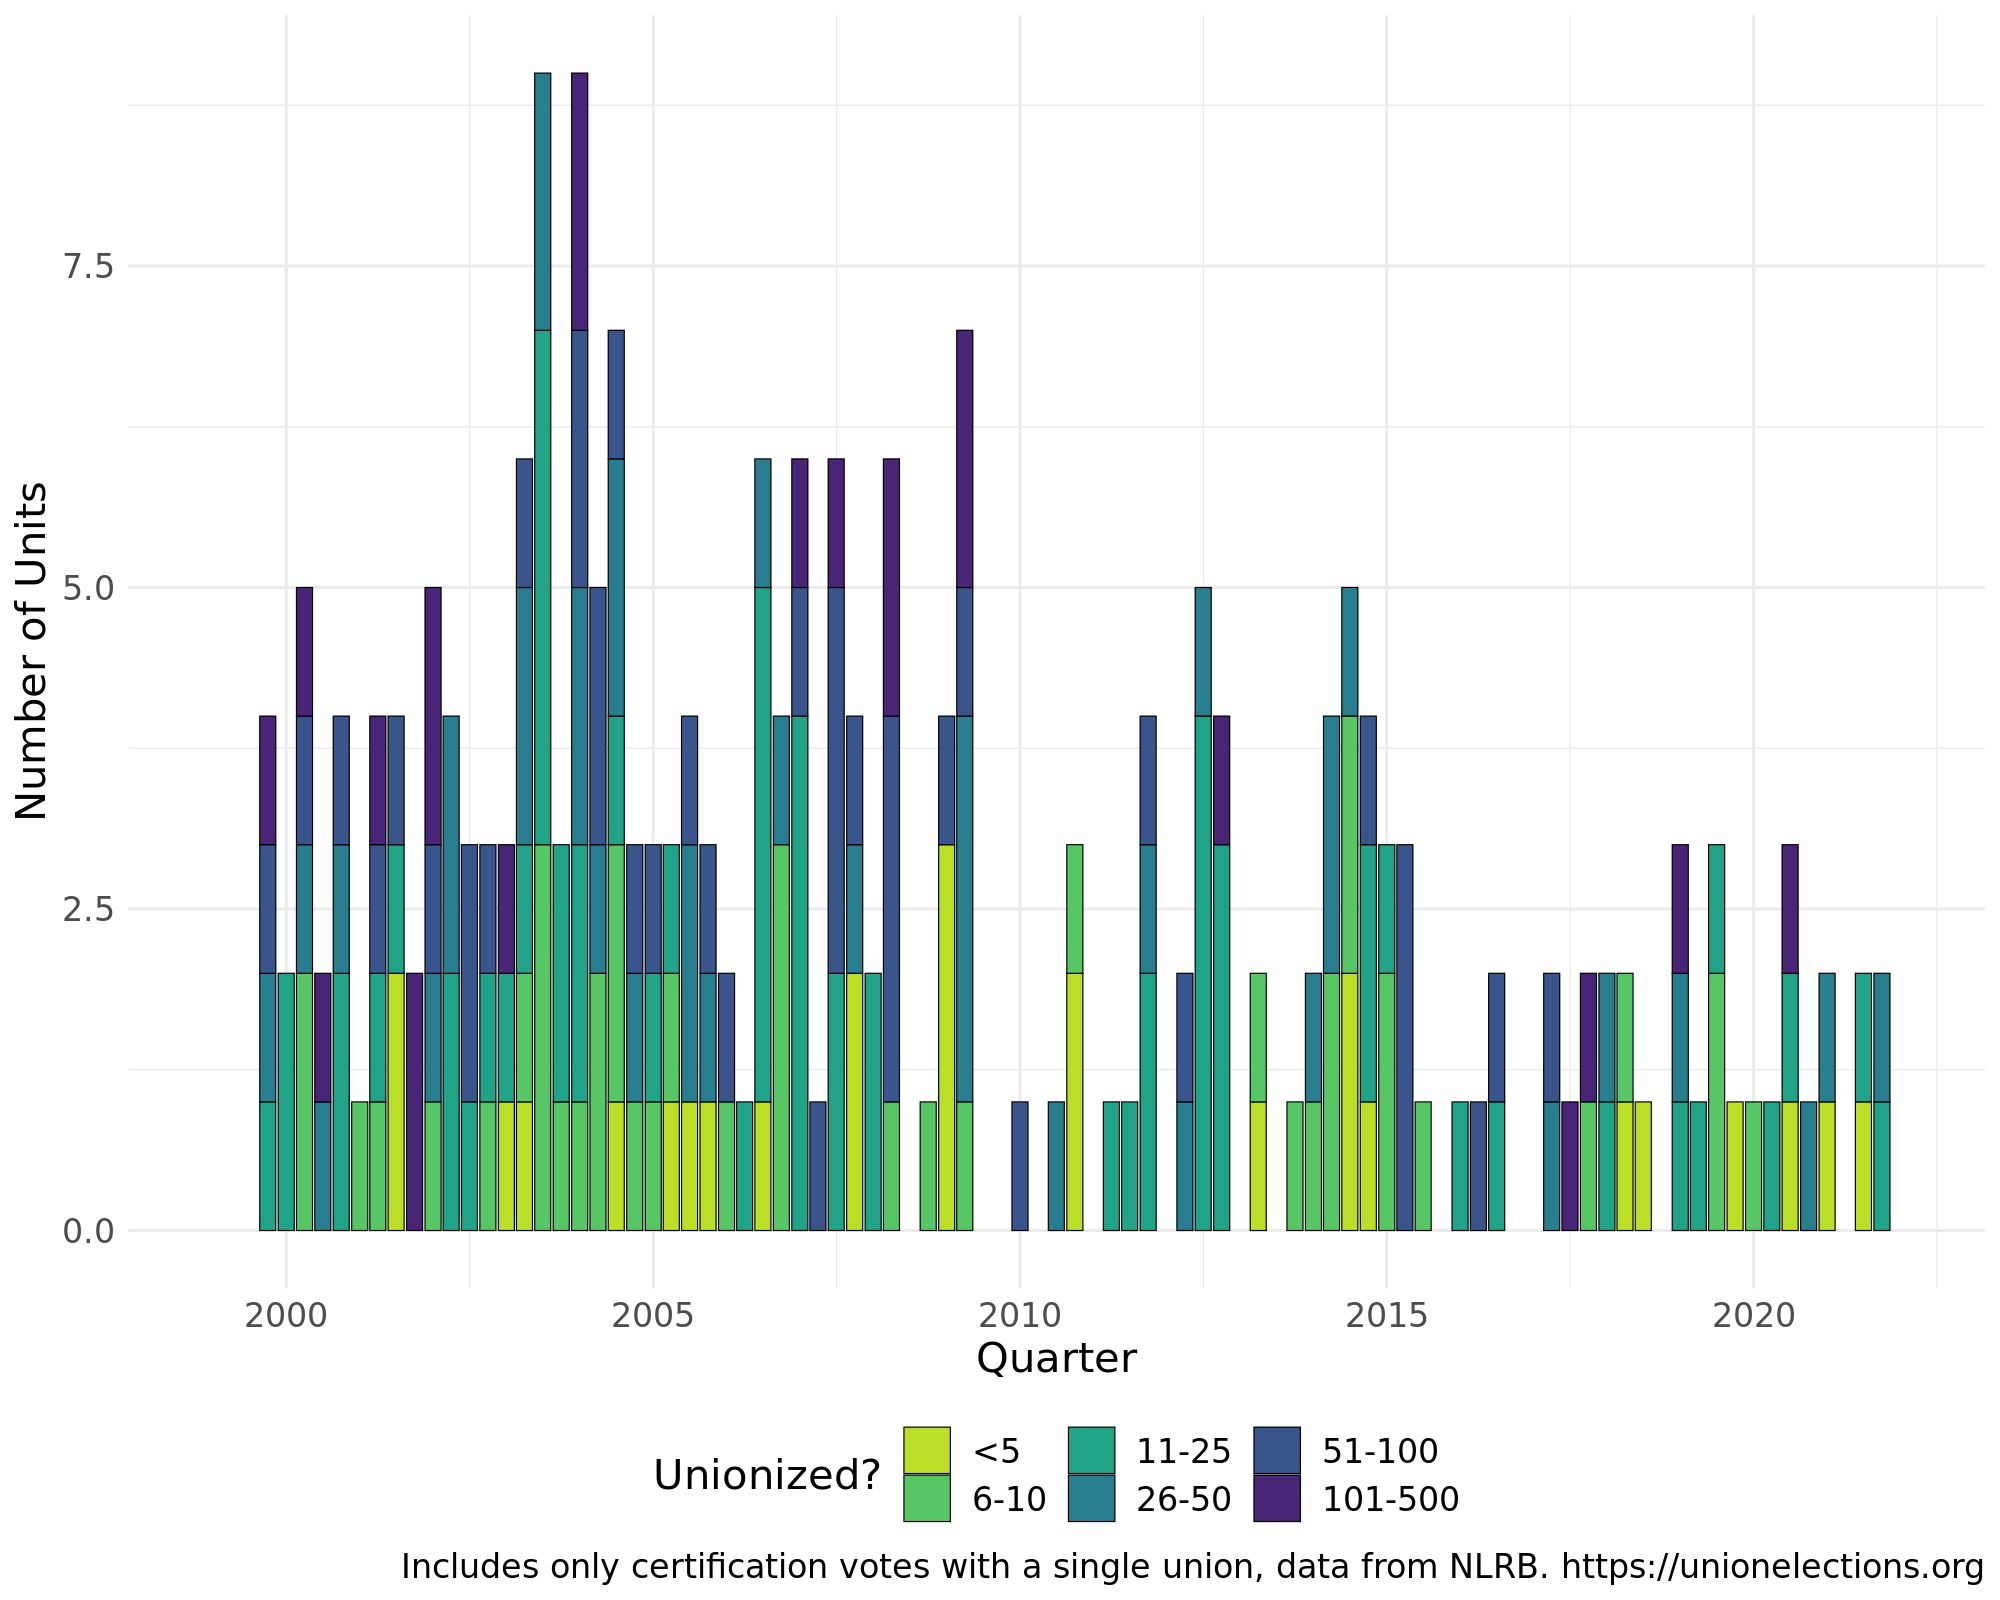 7.5
5.0
2.5
0.0
Number of Units
2000 2005 2010 2015 2020
Quarter
Unionized?
<5 11-25 51-100
6-10 26-50 101-500
Includes only certification votes with a single union, data from NLRB. https://unionelections.org